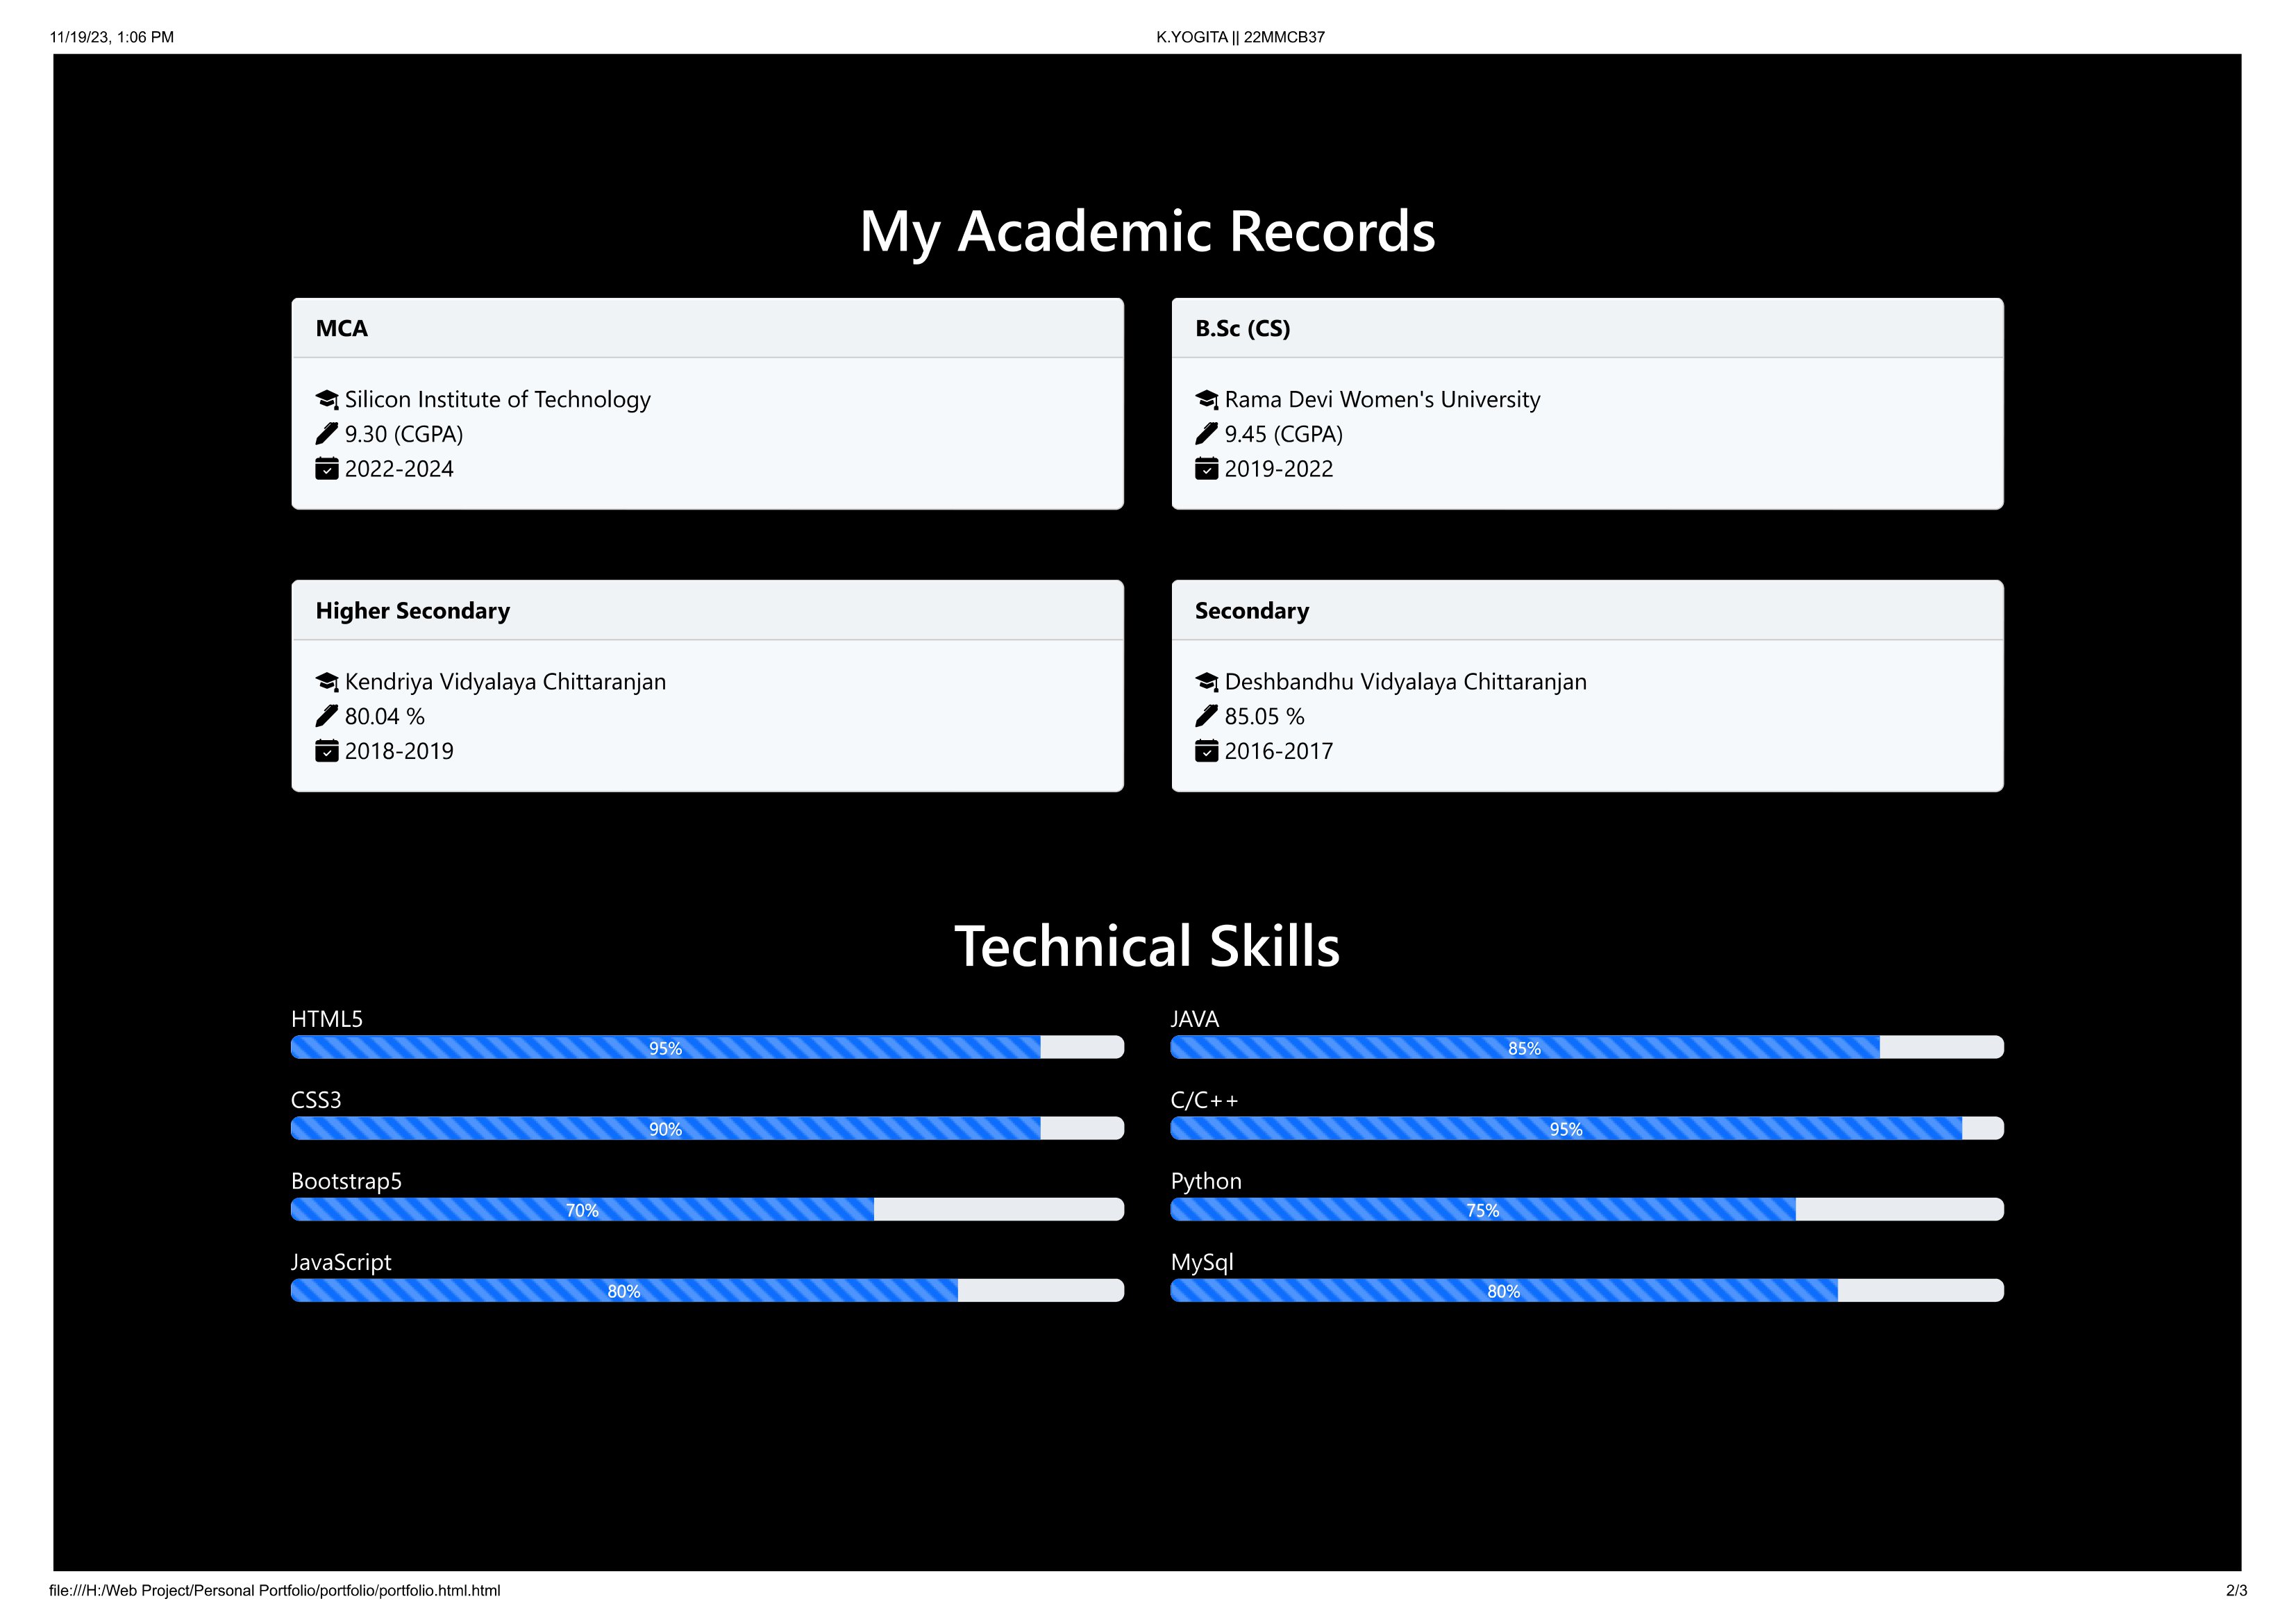 11/19/23, 1:06 PM
K.YOGITA || 22MMCB37
My Academic Records
MCA
Silicon Institute of Technology
9.30 (CGPA)
2022-2024
B.Sc (CS)
Rama Devi Women's University
9.45 (CGPA)
2019-2022
Higher Secondary
Kendriya Vidyalaya Chittaranjan
80.04 %
2018-2019
Secondary
Deshbandhu Vidyalaya Chittaranjan
85.05 %
2016-2017
Technical Skills
HTML5
95%
CSS3
90%
Bootstrap5
70%
JavaScript
80%
JAVA
85%
C/C++
95%
Python
75%
MySql
80%
file:///H:/Web Project/Personal Portfolio/portfolio/portfolio.html.html
2/3